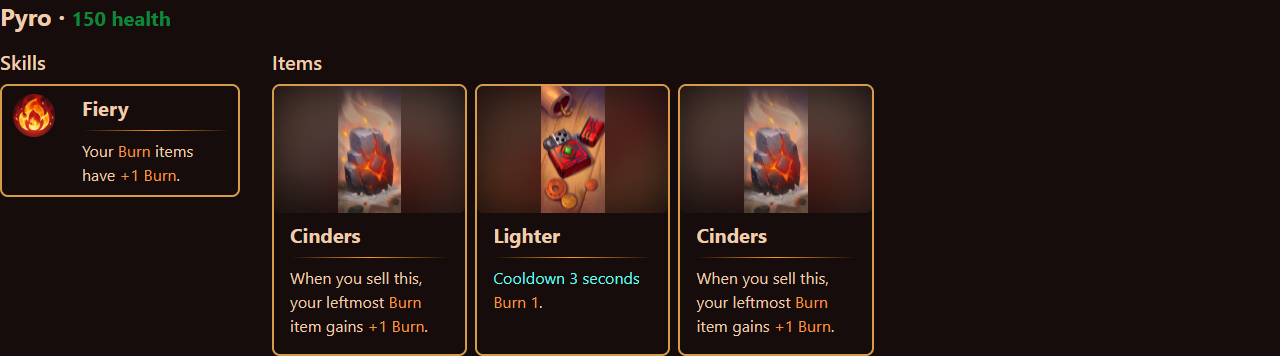 Pyro · 150 health
Skills
Fiery
Your Burn items
have +1 Burn.
Items
Cinders
When you sell this,
your leftmost Burn
item gains +1 Burn.
Lighter
Cooldown 3 seconds
Burn 1.
Cinders
When you sell this,
your leftmost Burn
item gains +1 Burn.